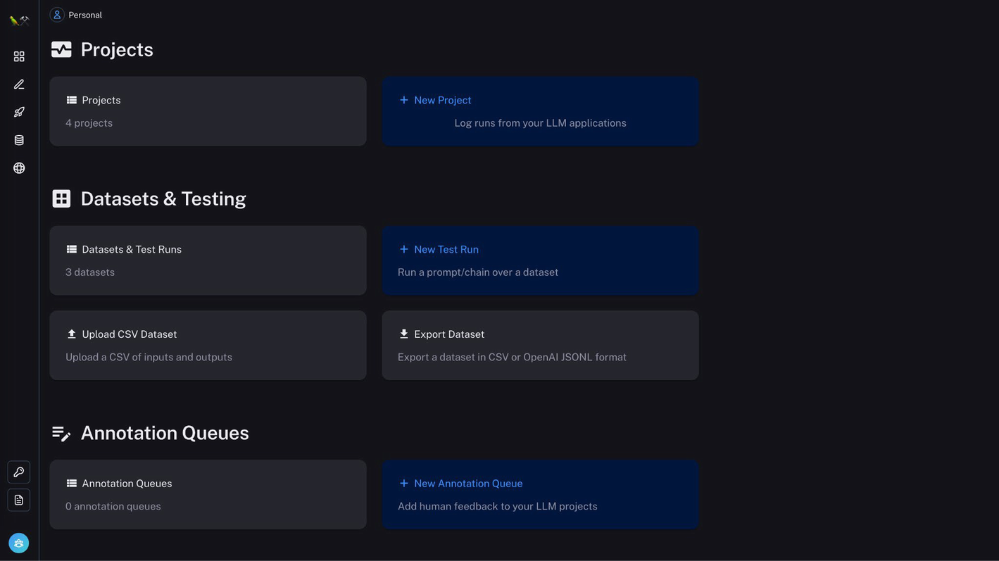 Personal
Projects
Projects
4 projects
New Project
Log runs from your LLM applications
Datasets & Testing
Datasets & Test Runs
3 datasets
New Test Run
Run a prompt/chain over a dataset
Upload CSV Dataset
Upload a CSV of inputs and outputs
Export Dataset
Export a dataset in CSV or OpenAI JSONL format
Annotation Queues
Annotation Queues
0 annotation queues
New Annotation Queue
Add human feedback to your LLM projects